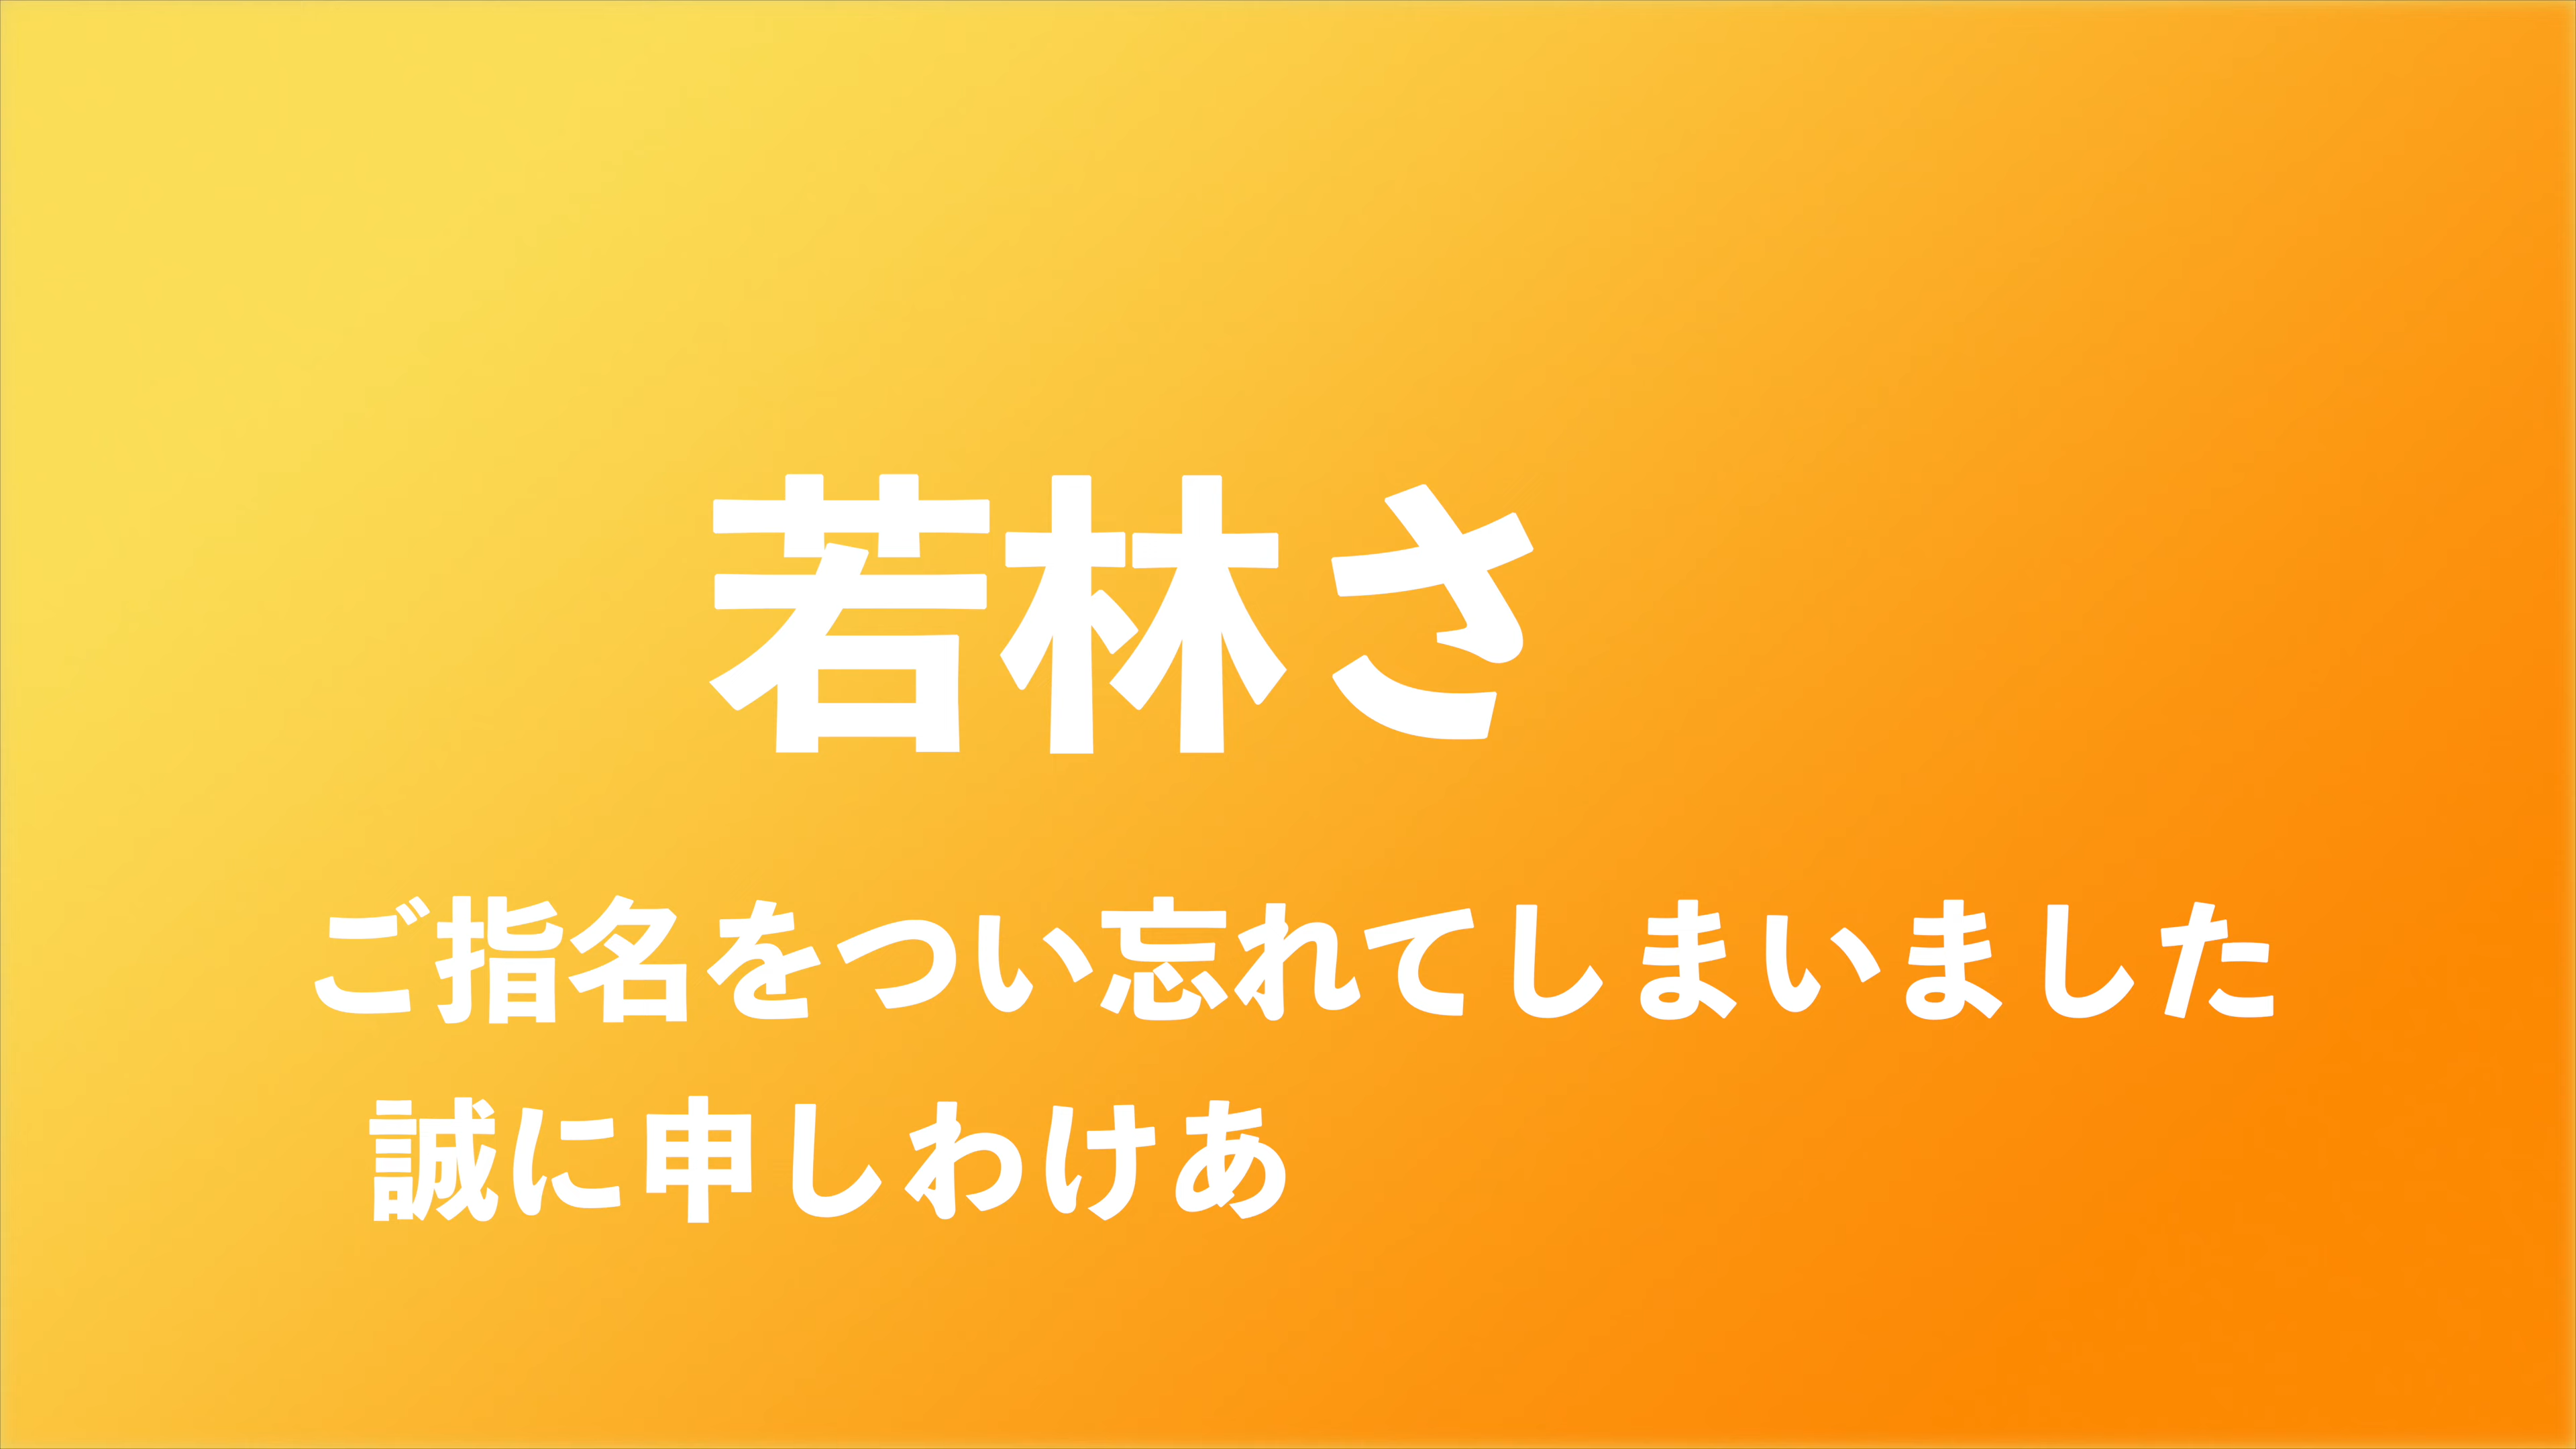 若林さ
ご指名をつい忘れてしまいました
誠に申しわけあ